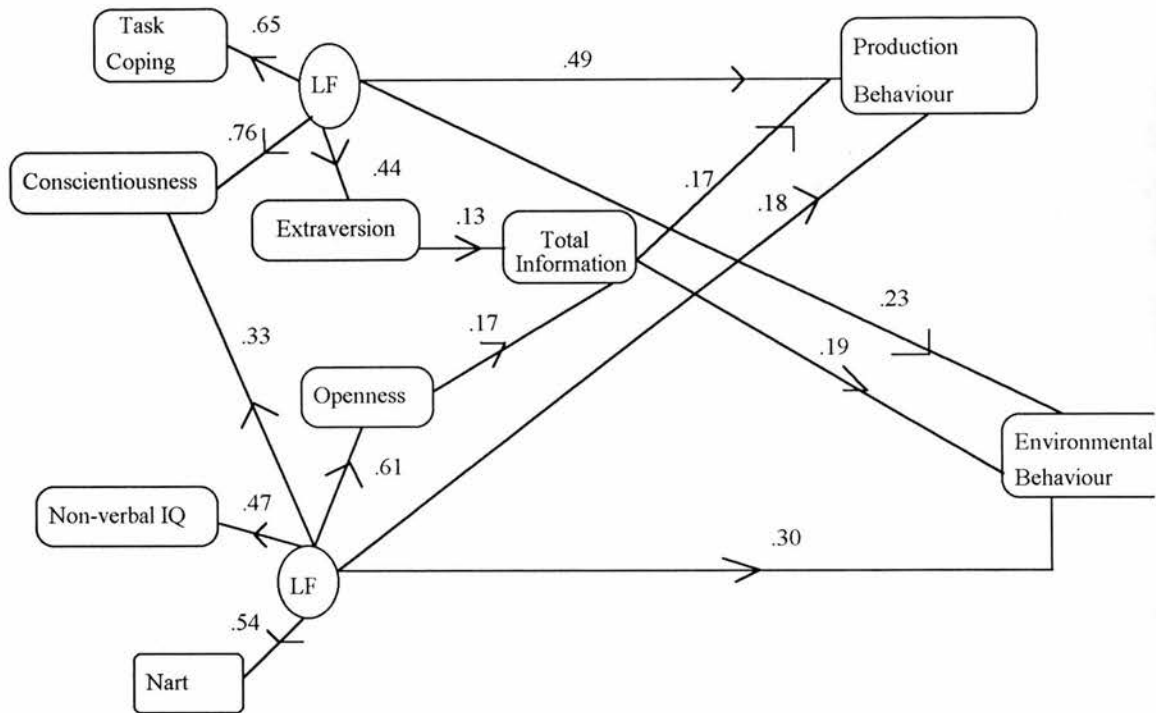 Task
Coping
.65
LF
.49
Production
Behaviour
.76
Conscientiousness
.44
Extraversion
.13
Total
Information
.17
.18
.23
.33
.17
.19
Openness
Environmental
Behaviour
.61
Non-verbal IQ
.47
LF
.30
.54
Nart